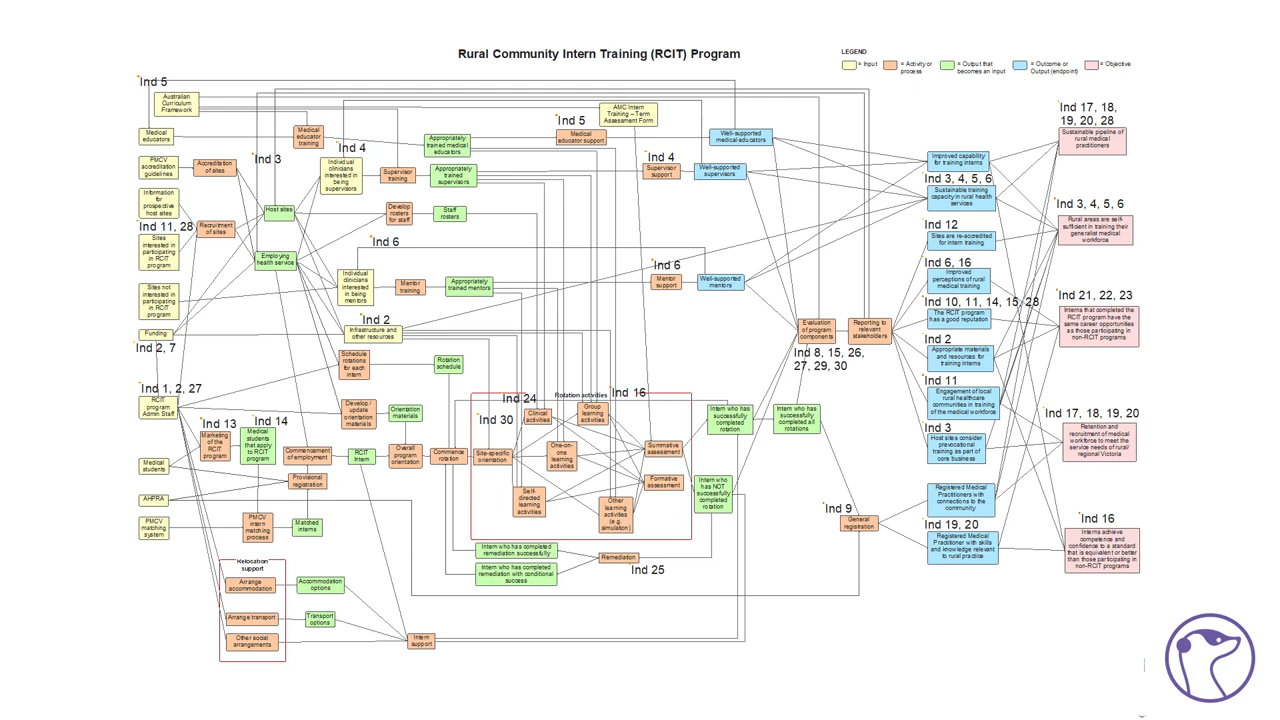 Rural Community Intern Training (RCIT) Program
LEGEND
= Input
= Activity or
process
= Output that
becomes an input
= Outcome or
Output (endpoint)
= Objective
Ind 5
Australian
Curriculum
Framework
Medical
educators
PMCV
accreditation
guidelines
Information
for
prospective
host sites
Ind 11, 28
Sites
interested in
participating
in RCIT
program
Sites not
interested in
participating
in RCIT
program
Funding
Ind 2, 7
Ind 1, 2, 27
RCIT
program
Admin Staff
Medical
students
AHPRA
PMCV
matching
system
Accreditation
of sites
Recruitment
of sites
Ind 13
Marketing
of the
RCIT
program
Ind 14
Medical
students
that apply
to RCIT
program
PMCV
intern
matching
process
Matched
interns
Relocation
support
Arrange
accommodation
Accommodation
options
Arrange transport
Transport
options
Other social
arrangements
Intern
support
Ind 3
Host sites
Employing
health service
Medical
educator
training
Ind 4
Individual
clinicians
interested in
being
supervisors
Supervisor
training
Develop
rosters
for staff
Staff
rosters
Ind 6
Individual
clinicians
interested
in being
mentors
Mentor
training
Appropriately
trained mentors
Ind 2
Infrastructure and
other resources
Schedule
rotations
for each
intern
Rotation
schedule
Develop /
update
orientation
materials
Orientation
materials
Commencement
of employment
Provisional
registration
RCIT
Intern
Overall
program
orientation
Commence
rotation
Appropriately
trained medical
educators
Appropriately
trained
supervisors
Ind 5
Medical
educator support
AMC Intern
Training – Term
Assessment Form
Ind 4
Supervisor
support
Well-supported
medical educators
Well-supported
supervisors
Ind 6
Mentor
support
Well-supported
mentors
Rotation activities
Ind 24
Ind 16
Ind 30
Clinical
activities
Group
learning
activities
Site-specific
orientation
One-on-
one
learning
activities
Self-
directed
learning
activities
Other
learning
activities
(e.g.
simulation)
Summative
assessment
Formative
assessment
Intern who has completed
remediation successfully
Intern who has completed
remediation with conditional
success
Remediation
Ind 25
Intern who has
successfully
completed
rotation
Intern who
has NOT
successfully
completed
rotation
Intern who has
successfully
completed all
rotations
Evaluation
of program
components
Ind 8, 15, 26,
27, 29, 30
Reporting to
relevant
stakeholders
Ind 9
General
registration
Improved capability
for training interns
Ind 3, 4, 5, 6
Sustainable training
capacity in rural health
services
Ind 12
Sites are re-accredited
for intern training
Ind 6, 16
Improved
perceptions of rural
medical training
Ind 10, 11, 14, 15, 28
The RCIT program
has a good reputation
Ind 2
Appropriate materials
and resources for
training interns
Ind 11
Engagement of local
rural healthcare
communities in training
of the medical workforce
Ind 3
Host sites consider
prevocational
training as part of
core business
Registered Medical
Practitioners with
connections to the
community
Ind 19, 20
Registered Medical
Practitioner with skills
and knowledge relevant
to rural practice
Ind 17, 18,
19, 20, 28
Sustainable pipeline of
rural medical
practitioners
Ind 3, 4, 5, 6
Rural areas are self-
sufficient in training their
generalist medical
workforce
Ind 21, 22, 23
Interns that completed the
RCIT program have the
same career opportunities
as those participating in
non-RCIT programs
Ind 17, 18, 19, 20
Retention and
recruitment of medical
workforce to meet the
service needs of rural/
regional Victoria
Ind 16
Interns achieve
competence and
confidence to a standard
that is equivalent or better
than those participating in
non-RCIT programs